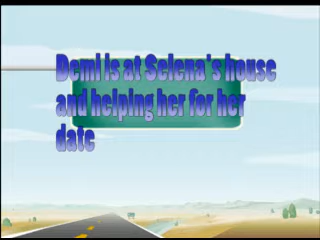 Demi is at Selena's house
and helping her for her
date